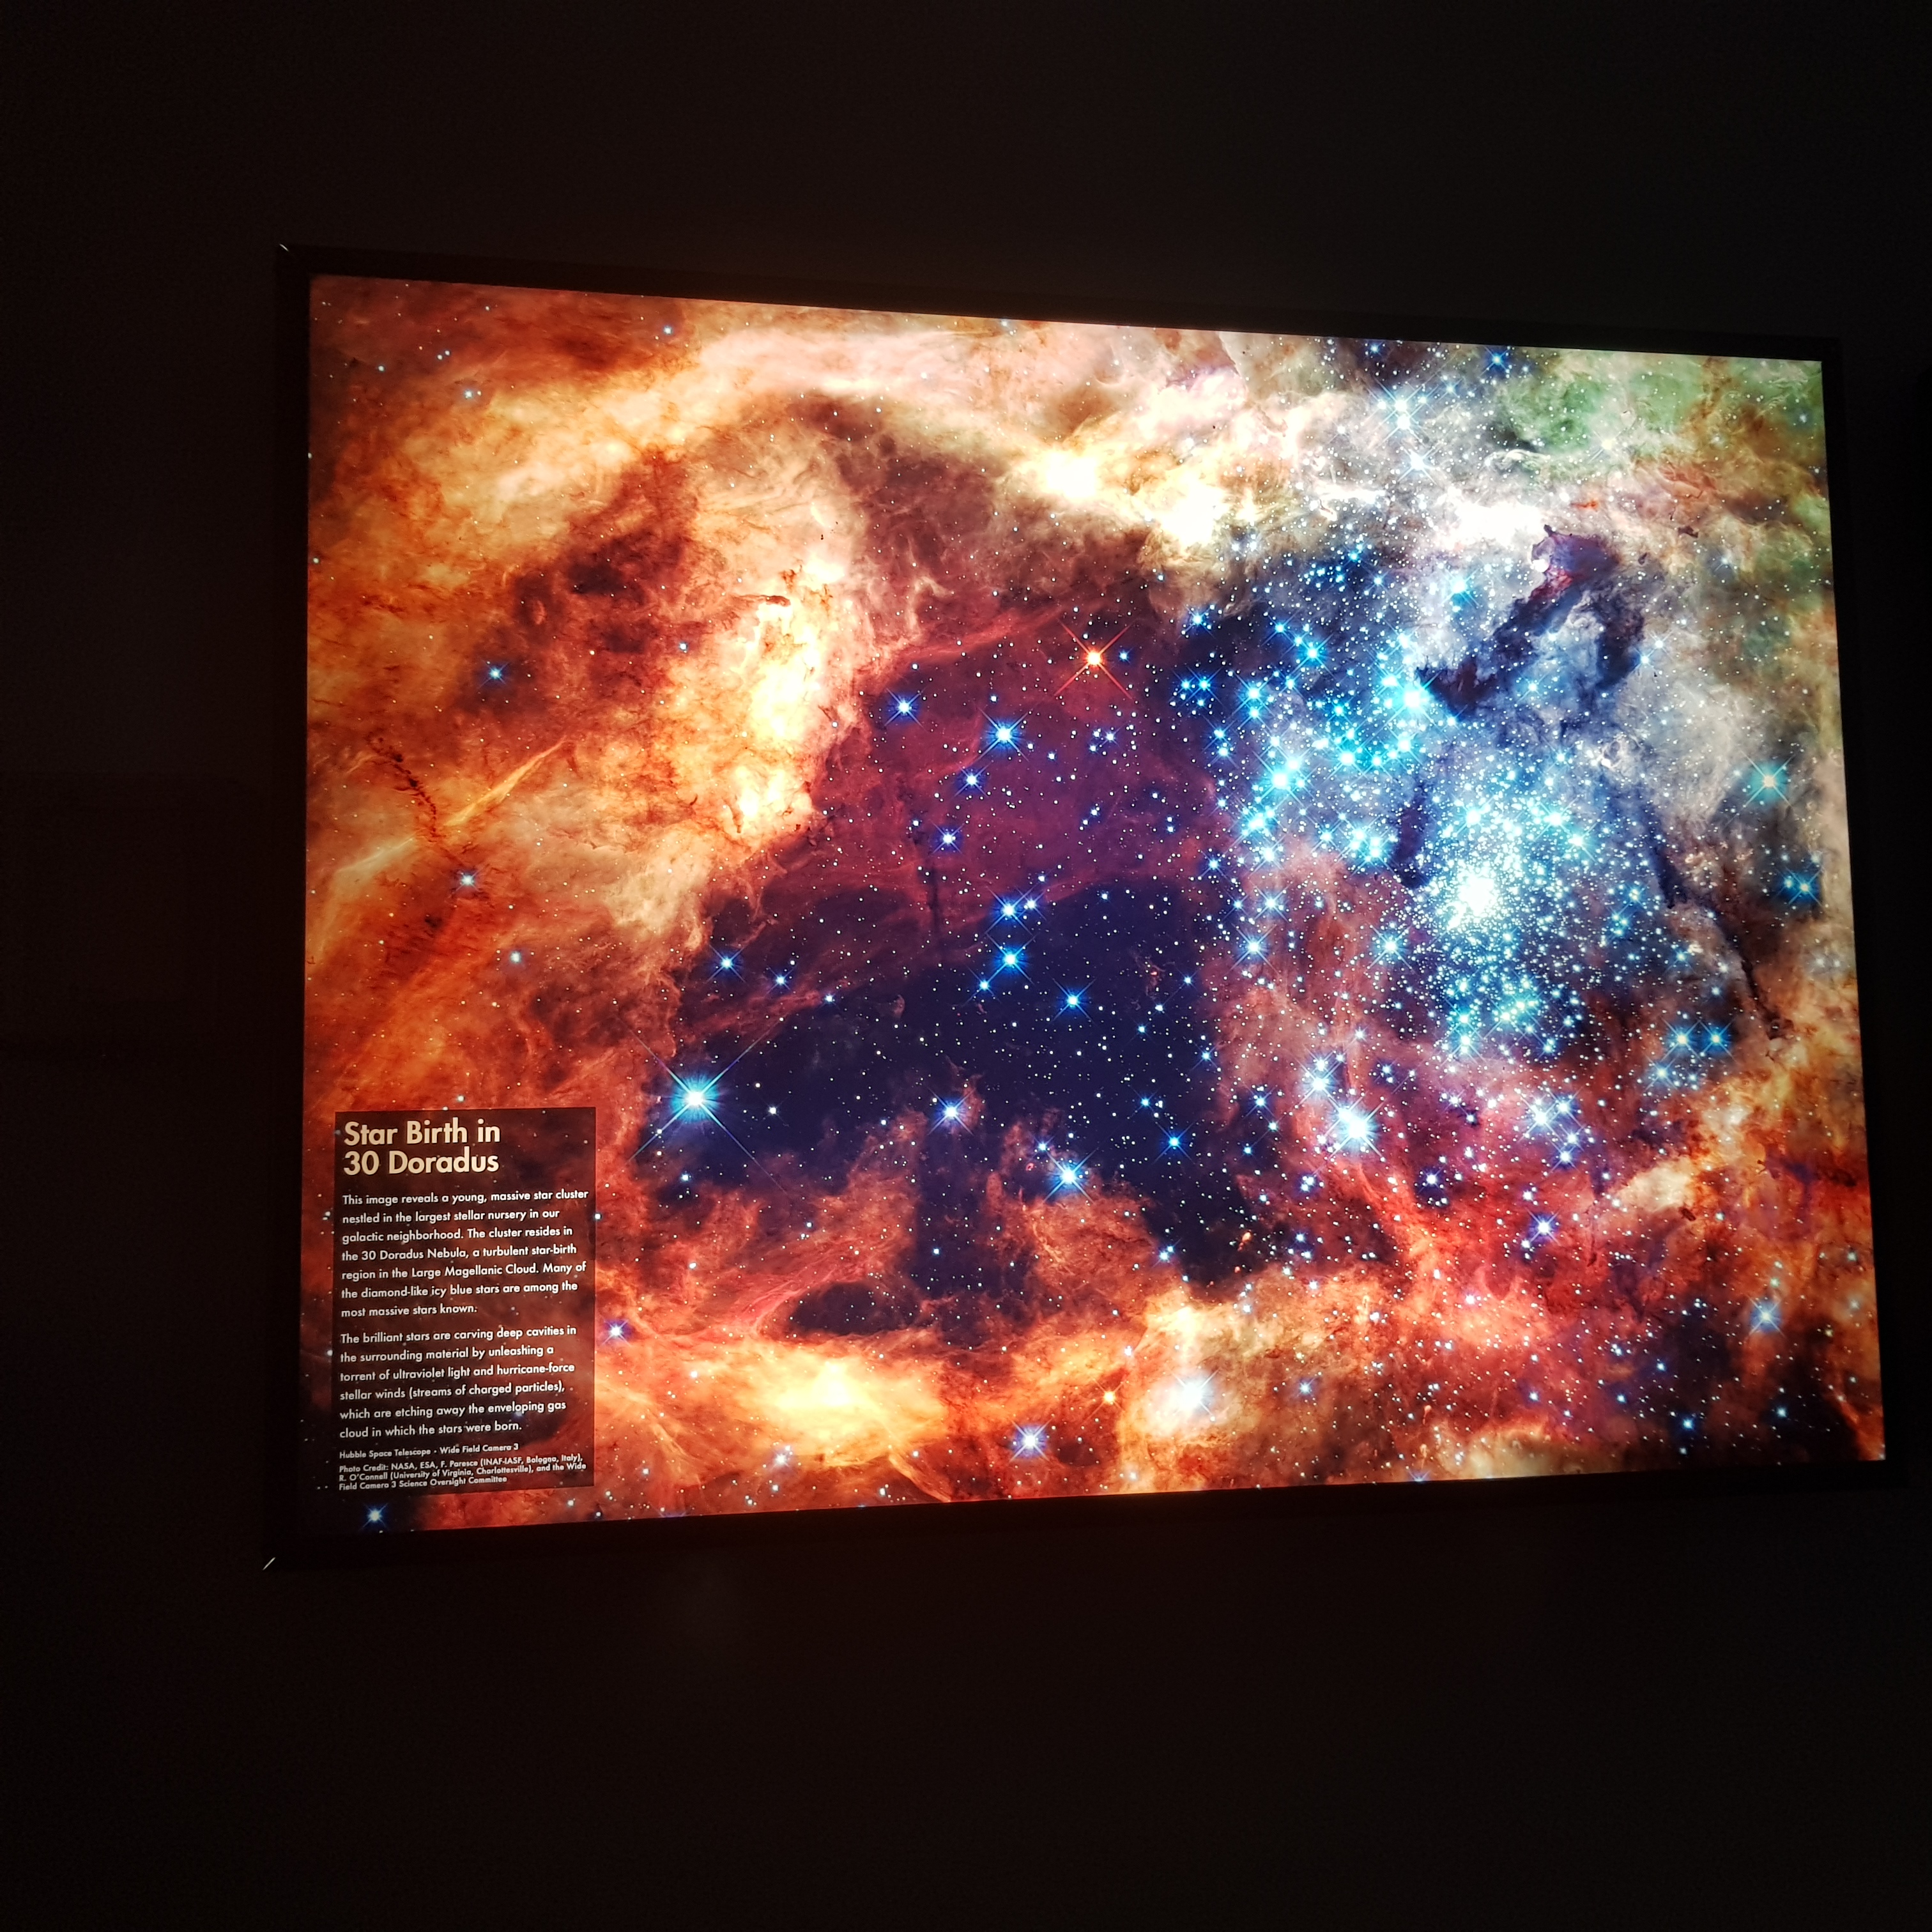 Star Birth in
30 Doradus
This image reveals a young, massive star cluster
nestled in the largest stellar nursery in our
galactic neighborhood. The cluster resides in
the 30 Doradus Nebula, a turbulent star-birth
region in the Large Magellanic Cloud. Many of
the diamond-like icy blue stars are among the
most massive stars known.
The brilliant stars are carving deep cavities in
the surrounding material by unleashing a
torrent of ultraviolet light and hurricane-force
stellar winds (streams of charged particles),
which are etching away the enveloping gas
cloud in which the stars were born.
Hubble Space Telescope - Wide Field Camera 3
Photo Credit: NASA, ESA, F. Paresce (INAF-IASF, Bologna, Italy),
R. O'Connell (University of Virginia, Charlottesville), and the Wide
Field Camera 3 Science Oversight Committee